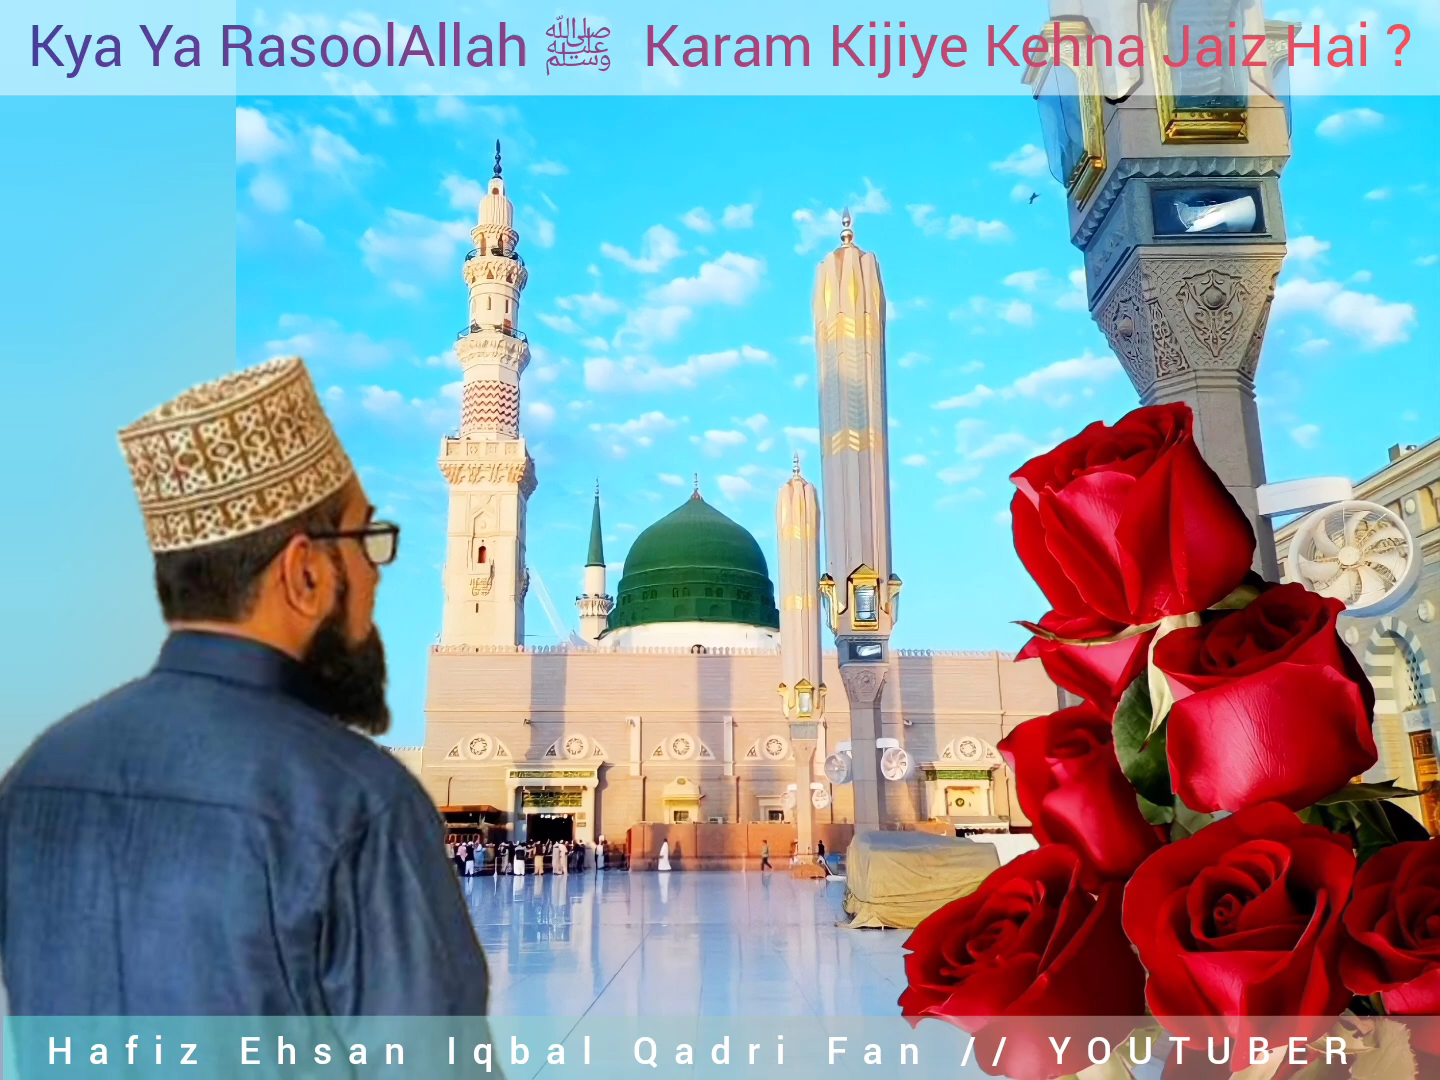 Kya Ya RasoolAllah ﷺ Karam Kijiye Kehna Jaiz Hai ?
Hafiz Ehsan Iqbal Qadri Fan // YOUTUBER